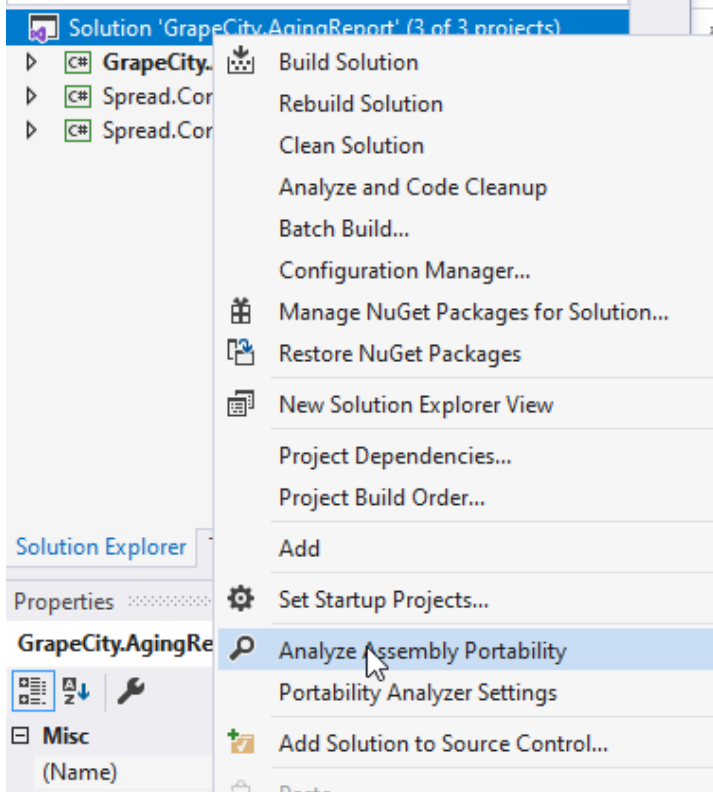 Solution 'GrapeCity.AgingReport' (3 of 3 projects)
C# GrapeCity.
C# Spread.Cor
C# Spread.Cor
Build Solution
Rebuild Solution
Clean Solution
Analyze and Code Cleanup
Batch Build...
Configuration Manager...
Manage NuGet Packages for Solution...
Restore NuGet Packages
New Solution Explorer View
Project Dependencies...
Project Build Order...
Add
Set Startup Projects...
Analyze Assembly Portability
Portability Analyzer Settings
Add Solution to Source Control...
Solution Explorer
Properties
GrapeCity.AgingRe
Misc
(Name)